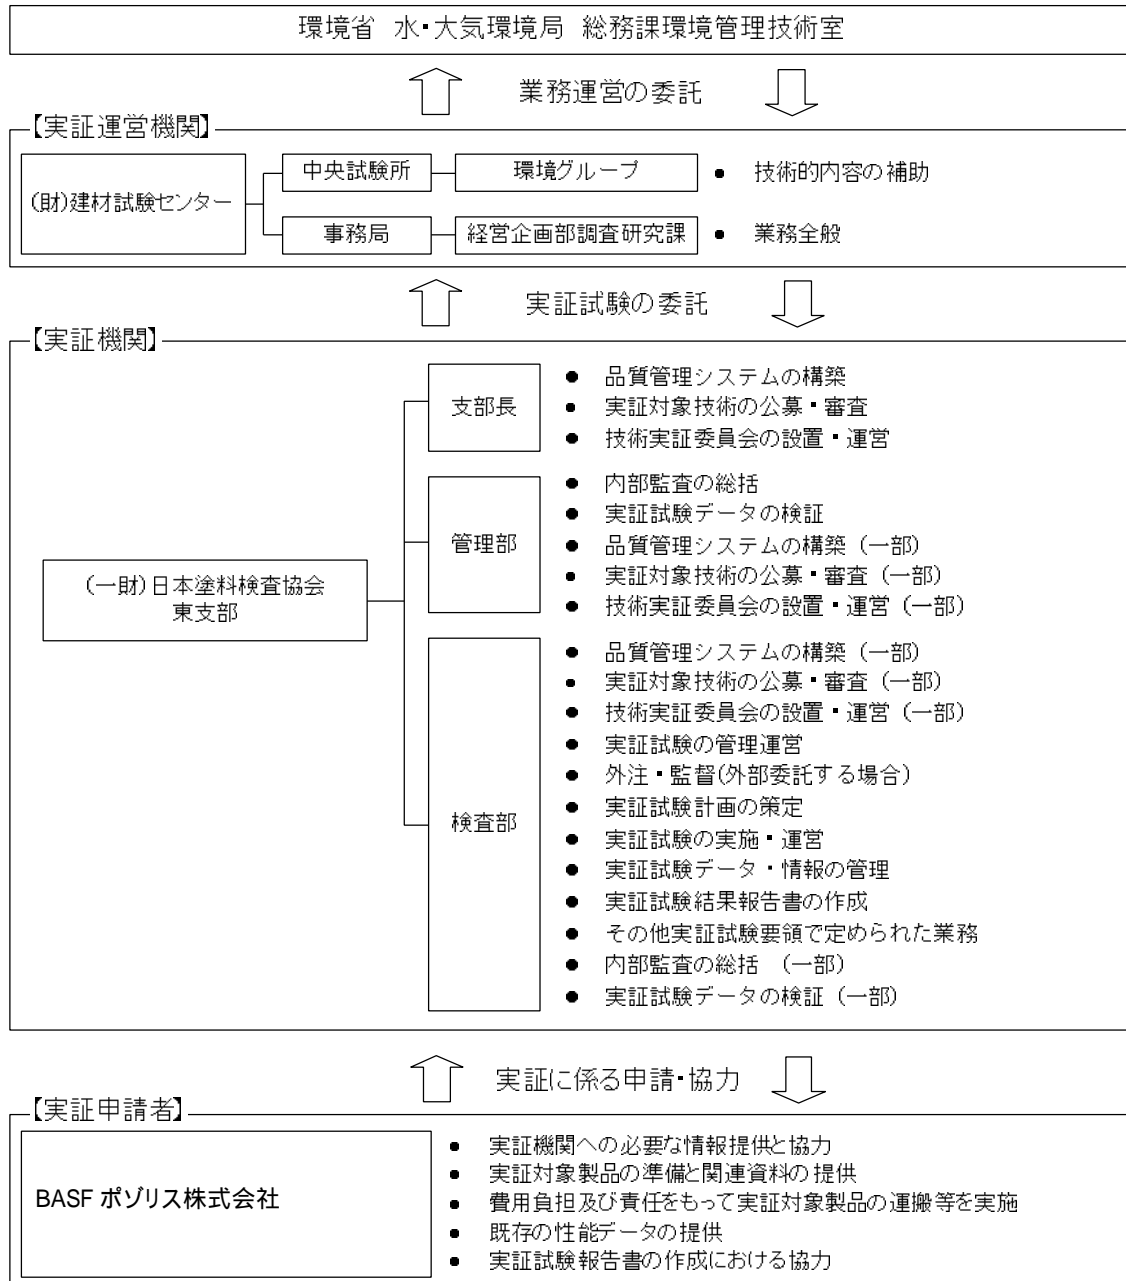 環境省 水・大気環境局 総務課環境管理技術室
業務運営の委託
【実証運営機関】
(財)建材試験センター
中央試験所
環境グループ
● 技術的内容の補助
事務局
経営企画部調査研究課
● 業務全般
実証試験の委託
【実証機関】
(一財)日本塗料検査協会
東支部
支部長
● 品質管理システムの構築
● 実証対象技術の公募・審査
● 技術実証委員会の設置・運営
管理部
● 内部監査の総括
● 実証試験データの検証
● 品質管理システムの構築(一部)
● 実証対象技術の公募・審査(一部)
● 技術実証委員会の設置・運営(一部)
検査部
● 品質管理システムの構築(一部)
● 実証対象技術の公募・審査(一部)
● 技術実証委員会の設置・運営(一部)
● 実証試験の管理運営
● 外注・監督(外部委託する場合)
● 実証試験計画の策定
● 実証試験の実施・運営
● 実証試験データ・情報の管理
● 実証試験結果報告書の作成
● その他実証試験要領で定められた業務
● 内部監査の総括 (一部)
● 実証試験データの検証(一部)
実証に係る申請・協力
【実証申請者】
BASF ポゾリス株式会社
● 実証機関への必要な情報提供と協力
● 実証対象製品の準備と関連資料の提供
● 費用負担及び責任をもって実証対象製品の運搬等を実施
● 既存の性能データの提供
● 実証試験報告書の作成における協力